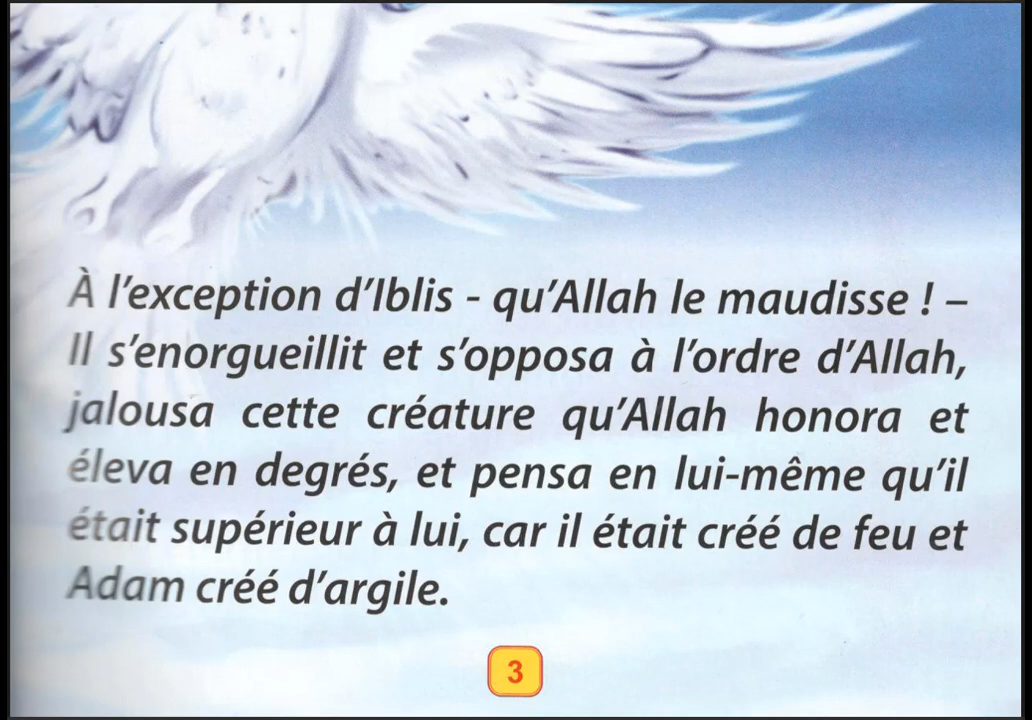 À l'exception d'Iblis - qu'Allah le maudisse ! –
Il s'enorgueillit et s'opposa à l'ordre d'Allah,
jalousa cette créature qu'Allah honora et
éleva en degrés, et pensa en lui-même qu'il
était supérieur à lui, car il était créé de feu et
Adam créé d'argile.
3